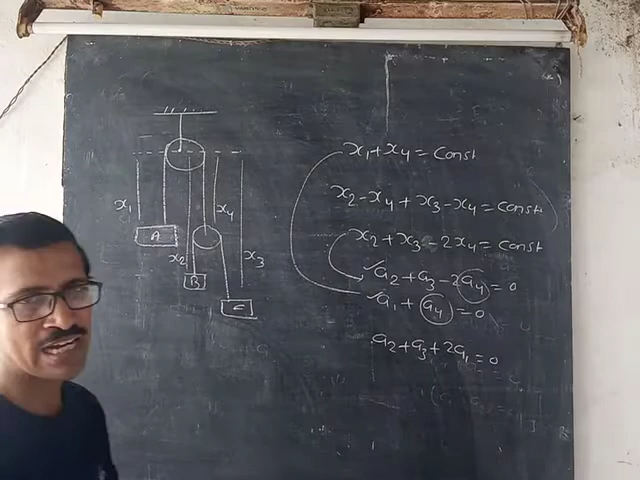 x₁ + x₄ = Const
x₂ - x₄ + x₃ - x₄ = Const
x₂ + x₃ - 2x₄ = Const
✓a₂ + a₃ - 2a₄ = 0
✓a₁ + a₄ = 0
a₂ + a₃ + 2a₁ = 0
x₁
x₄
A
x₂
x₃
B
C